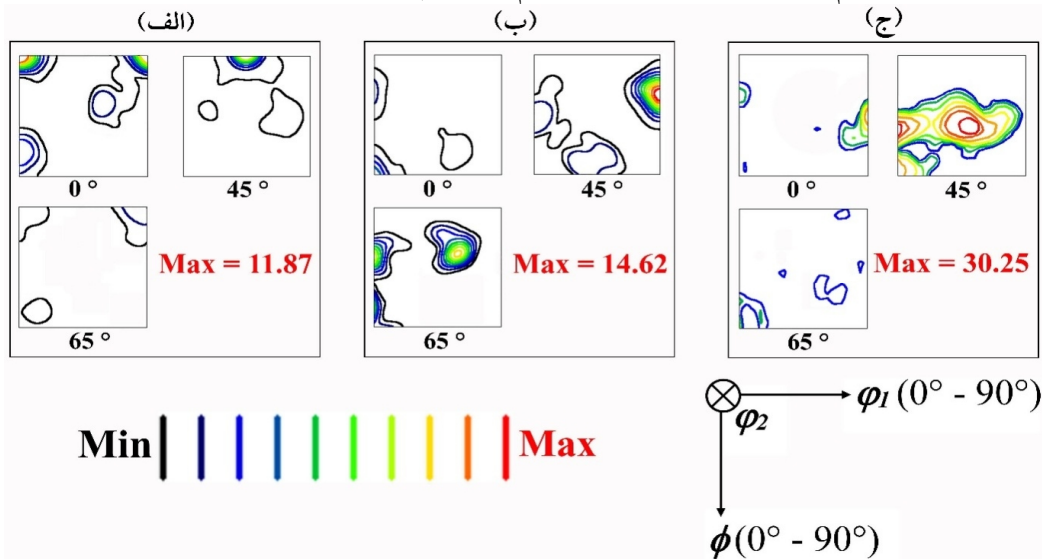 (الف)
(ب)
(ج)
0 °
45 °
65 °
Max = 11.87
0 °
45 °
65 °
Max = 14.62
0 °
45 °
65 °
Max = 30.25
Min
Max
φ1 (0° - 90°)
φ2
ϕ (0° - 90°)